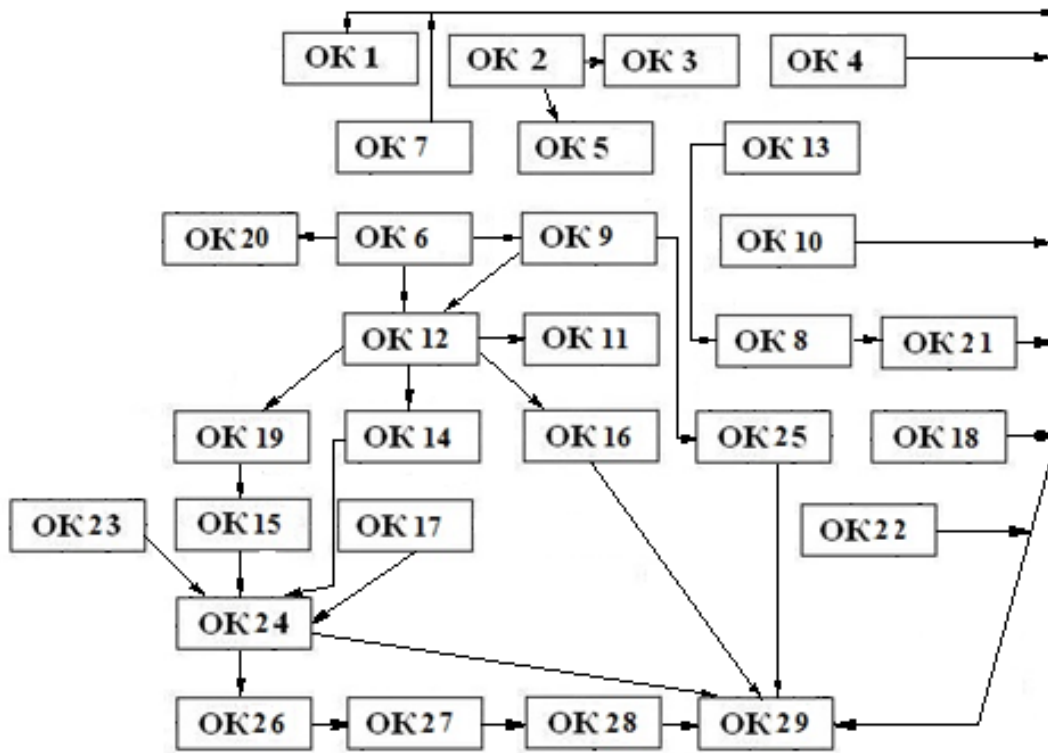 ОК 1 ОК 2 ОК 3 ОК 4
ОК 7 ОК 5 ОК 13
ОК 20 ОК 6 ОК 9 ОК 10
ОК 12 ОК 11 ОК 8 ОК 21
ОК 19 ОК 14 ОК 16 ОК 25 ОК 18
ОК 23 ОК 15 ОК 17 ОК 22
ОК 24
ОК 26 ОК 27 ОК 28 ОК 29